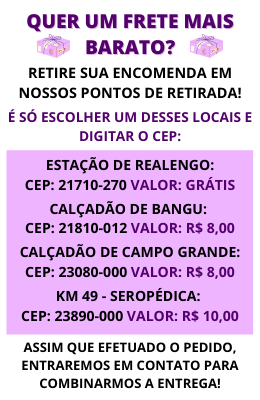 QUER UM FRETE MAIS
BARATO?
RETIRE SUA ENCOMENDA EM
NOSSOS PONTOS DE RETIRADA!
É SÓ ESCOLHER UM DESSES LOCAIS E
DIGITAR O CEP:
ESTAÇÃO DE REALENGO:
CEP: 21710-270 VALOR: GRÁTIS
CALÇADÃO DE BANGU:
CEP: 21810-012 VALOR: R$ 8,00
CALÇADÃO DE CAMPO GRANDE:
CEP: 23080-000 VALOR: R$ 8,00
KM 49 - SEROPÉDICA:
CEP: 23890-000 VALOR: R$ 10,00
ASSIM QUE EFETUADO O PEDIDO,
ENTRAREMOS EM CONTATO PARA
COMBINARMOS A ENTREGA!